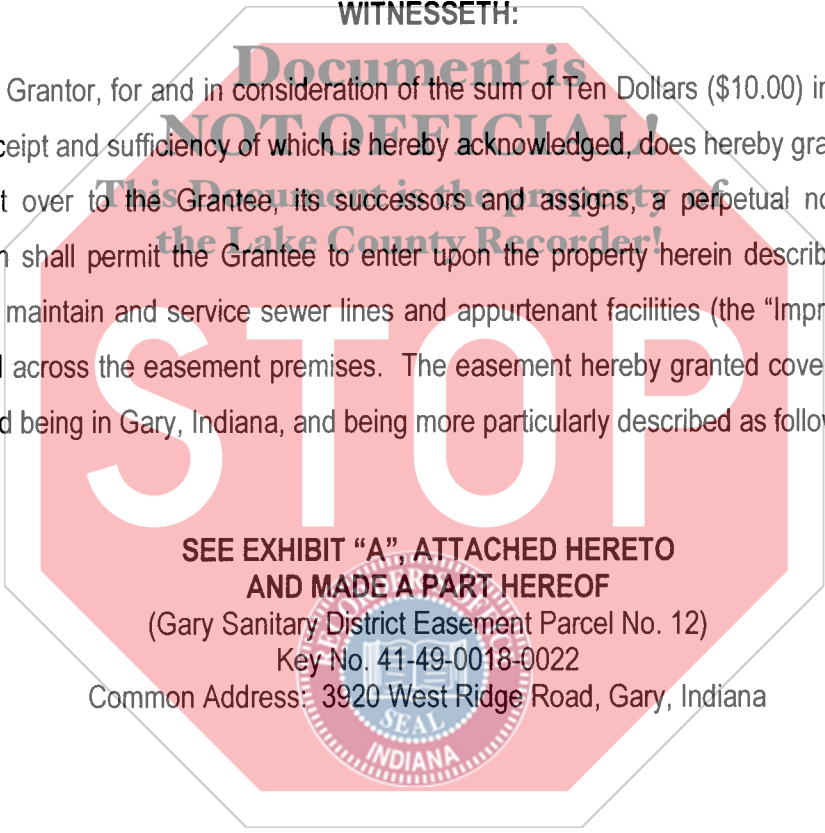 WITNESSETH:
Document is
Grantor, for and in consideration of the sum of Ten Dollars ($10.00) in
NOT OFFICIAL!
ceipt and sufficiency of which is hereby acknowledged, does hereby gra
This Document is the property of
t over to the Grantee, its successors and assigns, a perpetual no
the Lake County Recorder!
shall permit the Grantee to enter upon the property herein describ
maintain and service sewer lines and appurtenant facilities (the “Impr
across the easement premises. The easement hereby granted cove
d being in Gary, Indiana, and being more particularly described as follow
STOP
SEE EXHIBIT “A”, ATTACHED HERETO
AND MADE A PART HEREOF
(Gary Sanitary District Easement Parcel No. 12)
Key No. 41-49-0018-0022
Common Address: 3920 West Ridge Road, Gary, Indiana
SEAL
INDIANA